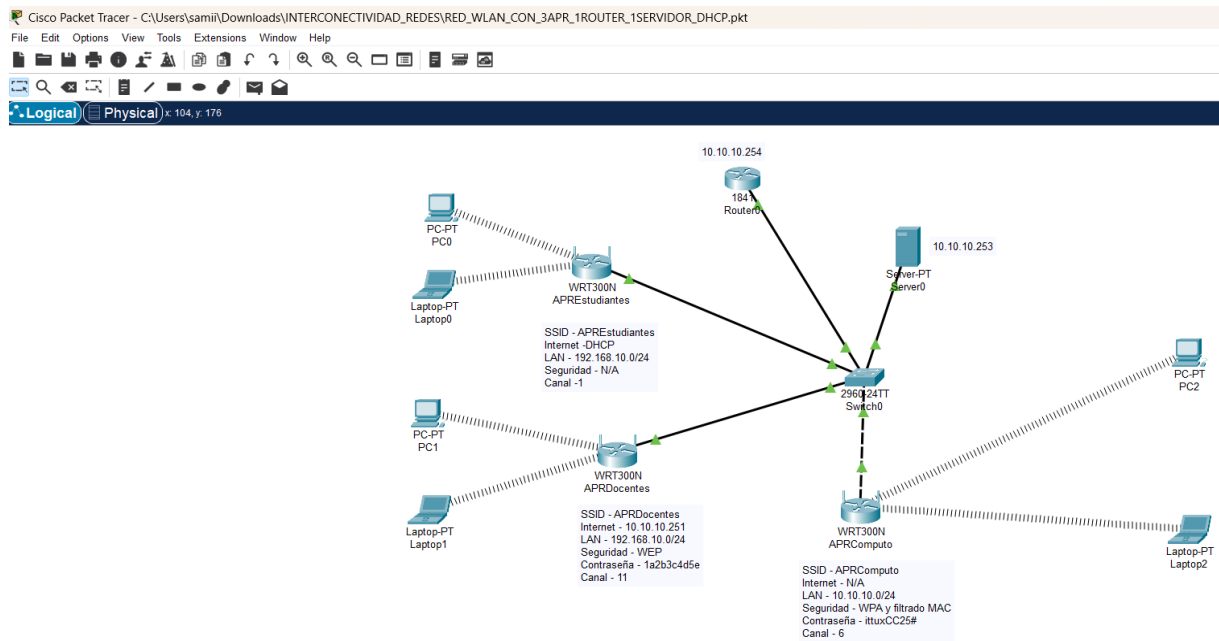 Cisco Packet Tracer - C:\Users\samii\Downloads\INTERCONECTIVIDAD_REDES\RED_WLAN_CON_3APR_1ROUTER_1SERVIDOR_DHCP.pkt
File Edit Options View Tools Extensions Window Help
Logical Physical x: 104, y: 176
10.10.10.254
1841
Router0
PC-PT
PC0
10.10.10.253
Server-PT
Server0
Laptop-PT
Laptop0
WRT300N
APREstudiantes
SSID - APREstudiantes
Internet -DHCP
LAN - 192.168.10.0/24
Seguridad - N/A
Canal -1
2960-24TT
Switch0
PC-PT
PC2
PC-PT
PC1
WRT300N
APRDocentes
SSID - APRDocentes
Internet - 10.10.10.251
LAN - 192.168.10.0/24
Seguridad - WEP
Contraseña - 1a2b3c4d5e
Canal - 11
Laptop-PT
Laptop1
WRT300N
APRComputo
SSID - APRComputo
Internet - N/A
LAN - 10.10.10.0/24
Seguridad - WPA y filtrado MAC
Contraseña - ittuxCC25#
Canal - 6
Laptop-PT
Laptop2